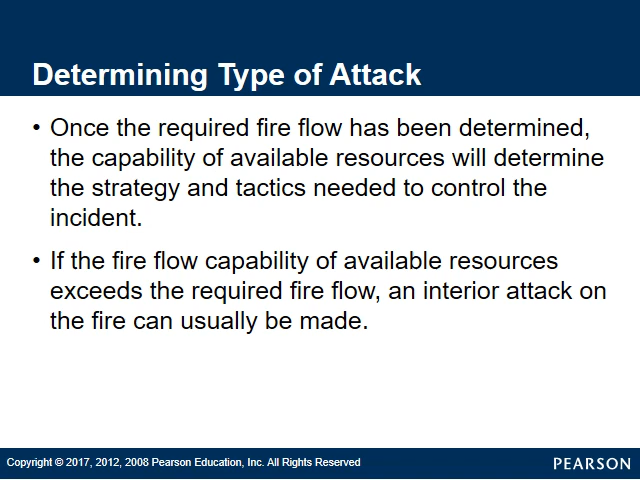 Determining Type of Attack
• Once the required fire flow has been determined,
the capability of available resources will determine
the strategy and tactics needed to control the
incident.
• If the fire flow capability of available resources
exceeds the required fire flow, an interior attack on
the fire can usually be made.
Copyright © 2017, 2012, 2008 Pearson Education, Inc. All Rights Reserved
PEARSON